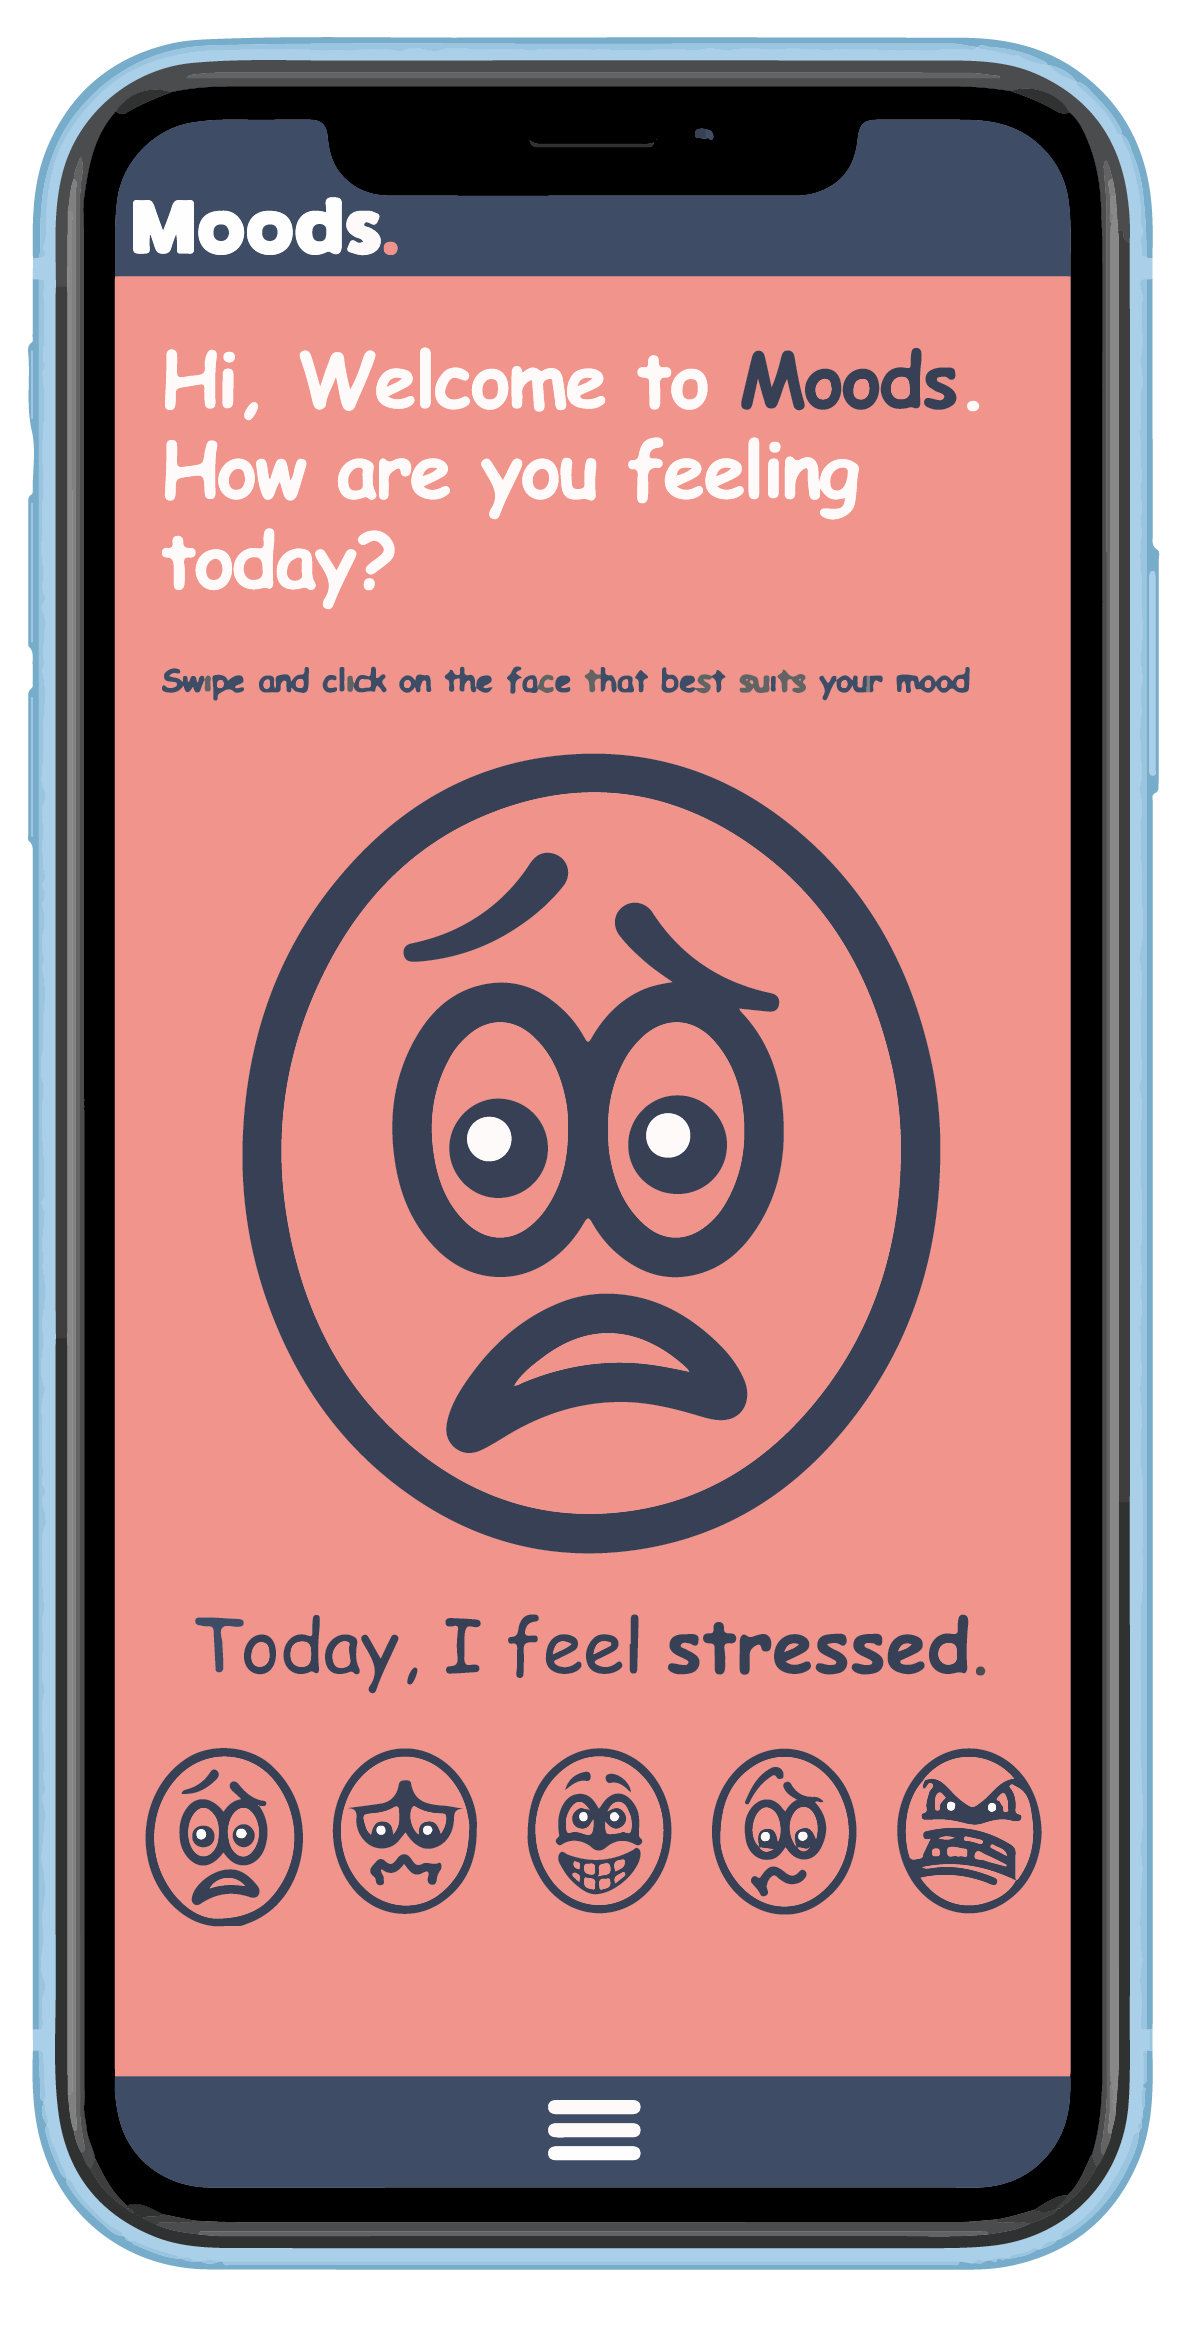 Moods.
Hi, Welcome to Moods.
How are you feeling
today?
Swipe and click on the face that best suits your mood
Today, I feel stressed.